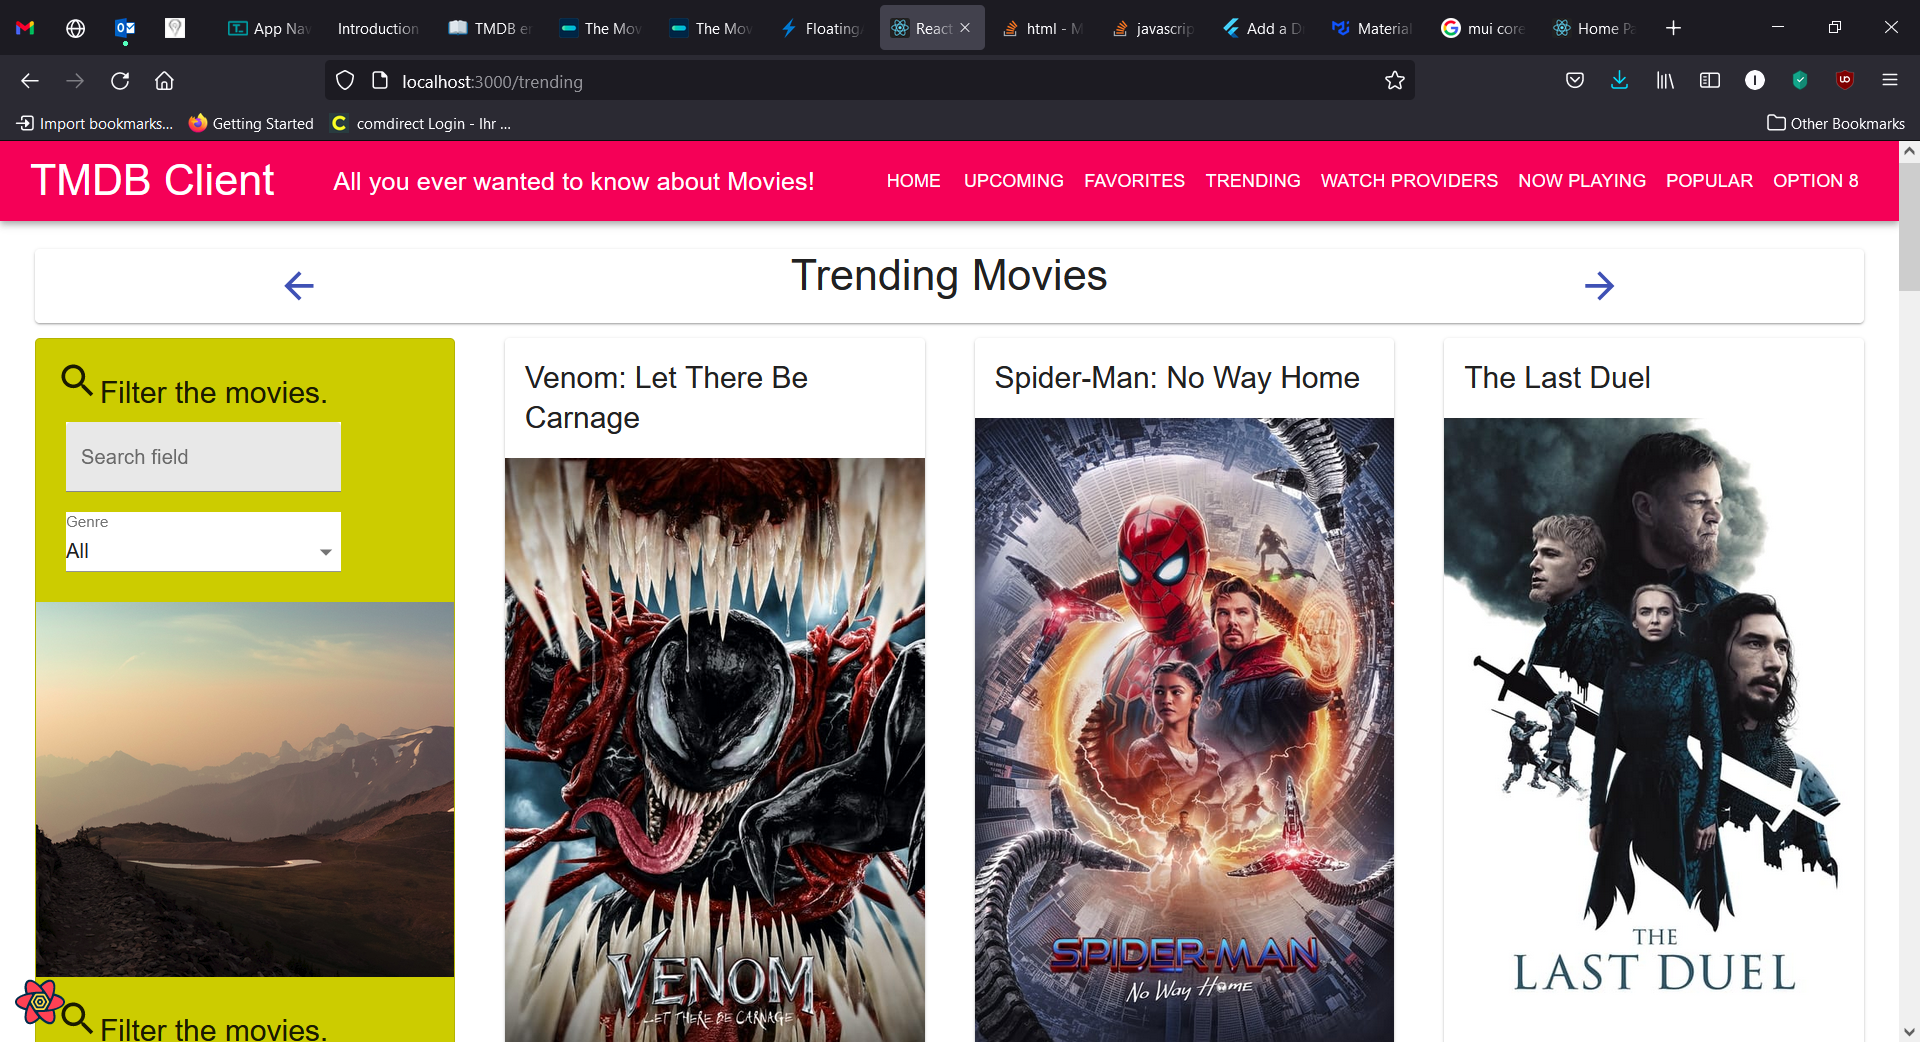 App Nav
Introduction
TMDB er
The Mov
The Mov
Floating
React
html - M
javascrip
Add a D
Material
mui core
Home Pa
localhost:3000/trending
Import bookmarks...
Getting Started
comdirect Login - Ihr ...
Other Bookmarks
TMDB Client
All you ever wanted to know about Movies!
HOME
UPCOMING
FAVORITES
TRENDING
WATCH PROVIDERS
NOW PLAYING
POPULAR
OPTION 8
Trending Movies
Filter the movies.
Search field
Genre
All
Filter the movies.
Venom: Let There Be
Carnage
VENOM
LET THERE BE CARNAGE
Spider-Man: No Way Home
SPIDER-MAN
No Way Home
The Last Duel
THE
LAST DUEL